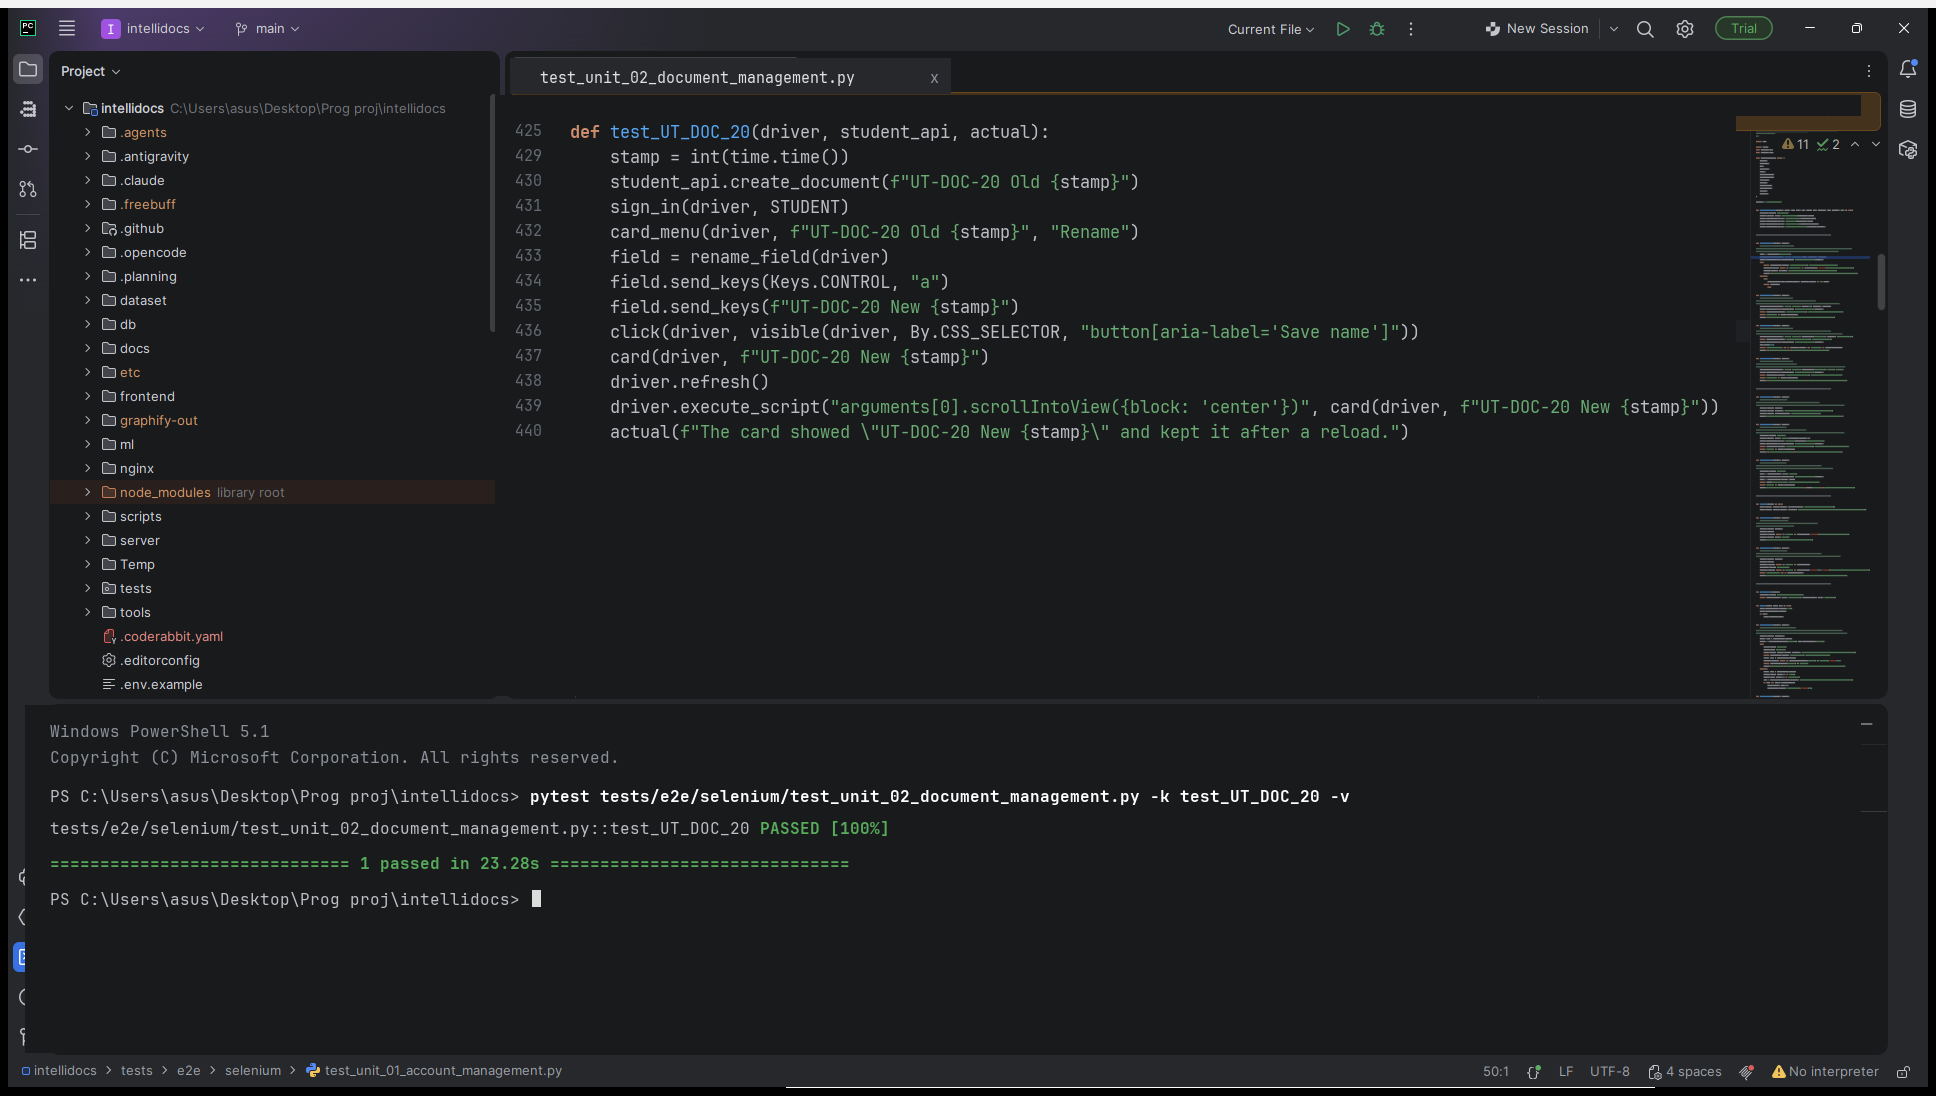 PC
I intellidocs
main
Current File
New Session
Trial
Project
test_unit_02_document_management.py x
intellidocs C:\Users\asus\Desktop\Prog proj\intellidocs
.agents
.antigravity
.claude
.freebuff
.github
.opencode
.planning
dataset
db
docs
etc
frontend
graphify-out
ml
nginx
node_modules library root
scripts
server
Temp
tests
tools
.coderabbit.yaml
.editorconfig
.env.example
11 2
425 def test_UT_DOC_20(driver, student_api, actual):
429 stamp = int(time.time())
430 student_api.create_document(f"UT-DOC-20 Old {stamp}")
431 sign_in(driver, STUDENT)
432 card_menu(driver, f"UT-DOC-20 Old {stamp}", "Rename")
433 field = rename_field(driver)
434 field.send_keys(Keys.CONTROL, "a")
435 field.send_keys(f"UT-DOC-20 New {stamp}")
436 click(driver, visible(driver, By.CSS_SELECTOR, "button[aria-label='Save name']"))
437 card(driver, f"UT-DOC-20 New {stamp}")
438 driver.refresh()
439 driver.execute_script("arguments[0].scrollIntoView({block: 'center'})", card(driver, f"UT-DOC-20 New {stamp}"))
440 actual(f"The card showed \"UT-DOC-20 New {stamp}\" and kept it after a reload.")
Windows PowerShell 5.1
Copyright (C) Microsoft Corporation. All rights reserved.
PS C:\Users\asus\Desktop\Prog proj\intellidocs> pytest tests/e2e/selenium/test_unit_02_document_management.py -k test_UT_DOC_20 -v
tests/e2e/selenium/test_unit_02_document_management.py::test_UT_DOC_20 PASSED [100%]
============================== 1 passed in 23.28s ==============================
PS C:\Users\asus\Desktop\Prog proj\intellidocs>
intellidocs > tests > e2e > selenium > test_unit_01_account_management.py
50:1 LF UTF-8 4 spaces No interpreter